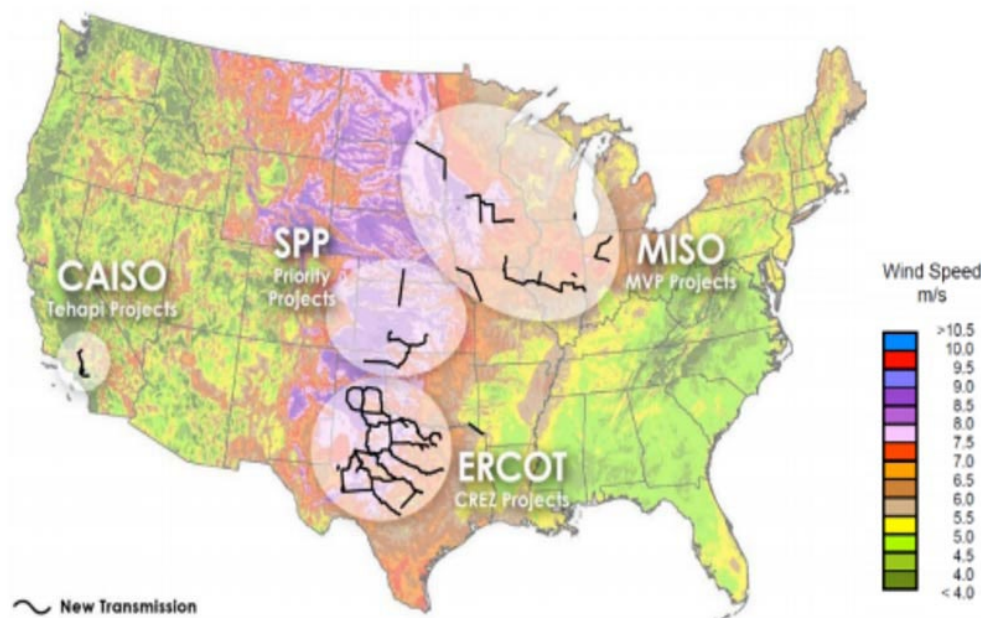 SPP
Priority
Projects
CAISO
Tehapi Projects
MISO
MVP Projects
ERCOT
CREZ Projects
New Transmission
Wind Speed
m/s
>10.5
10.0
9.5
9.0
8.5
8.0
7.5
7.0
6.5
6.0
5.5
5.0
4.5
4.0
< 4.0